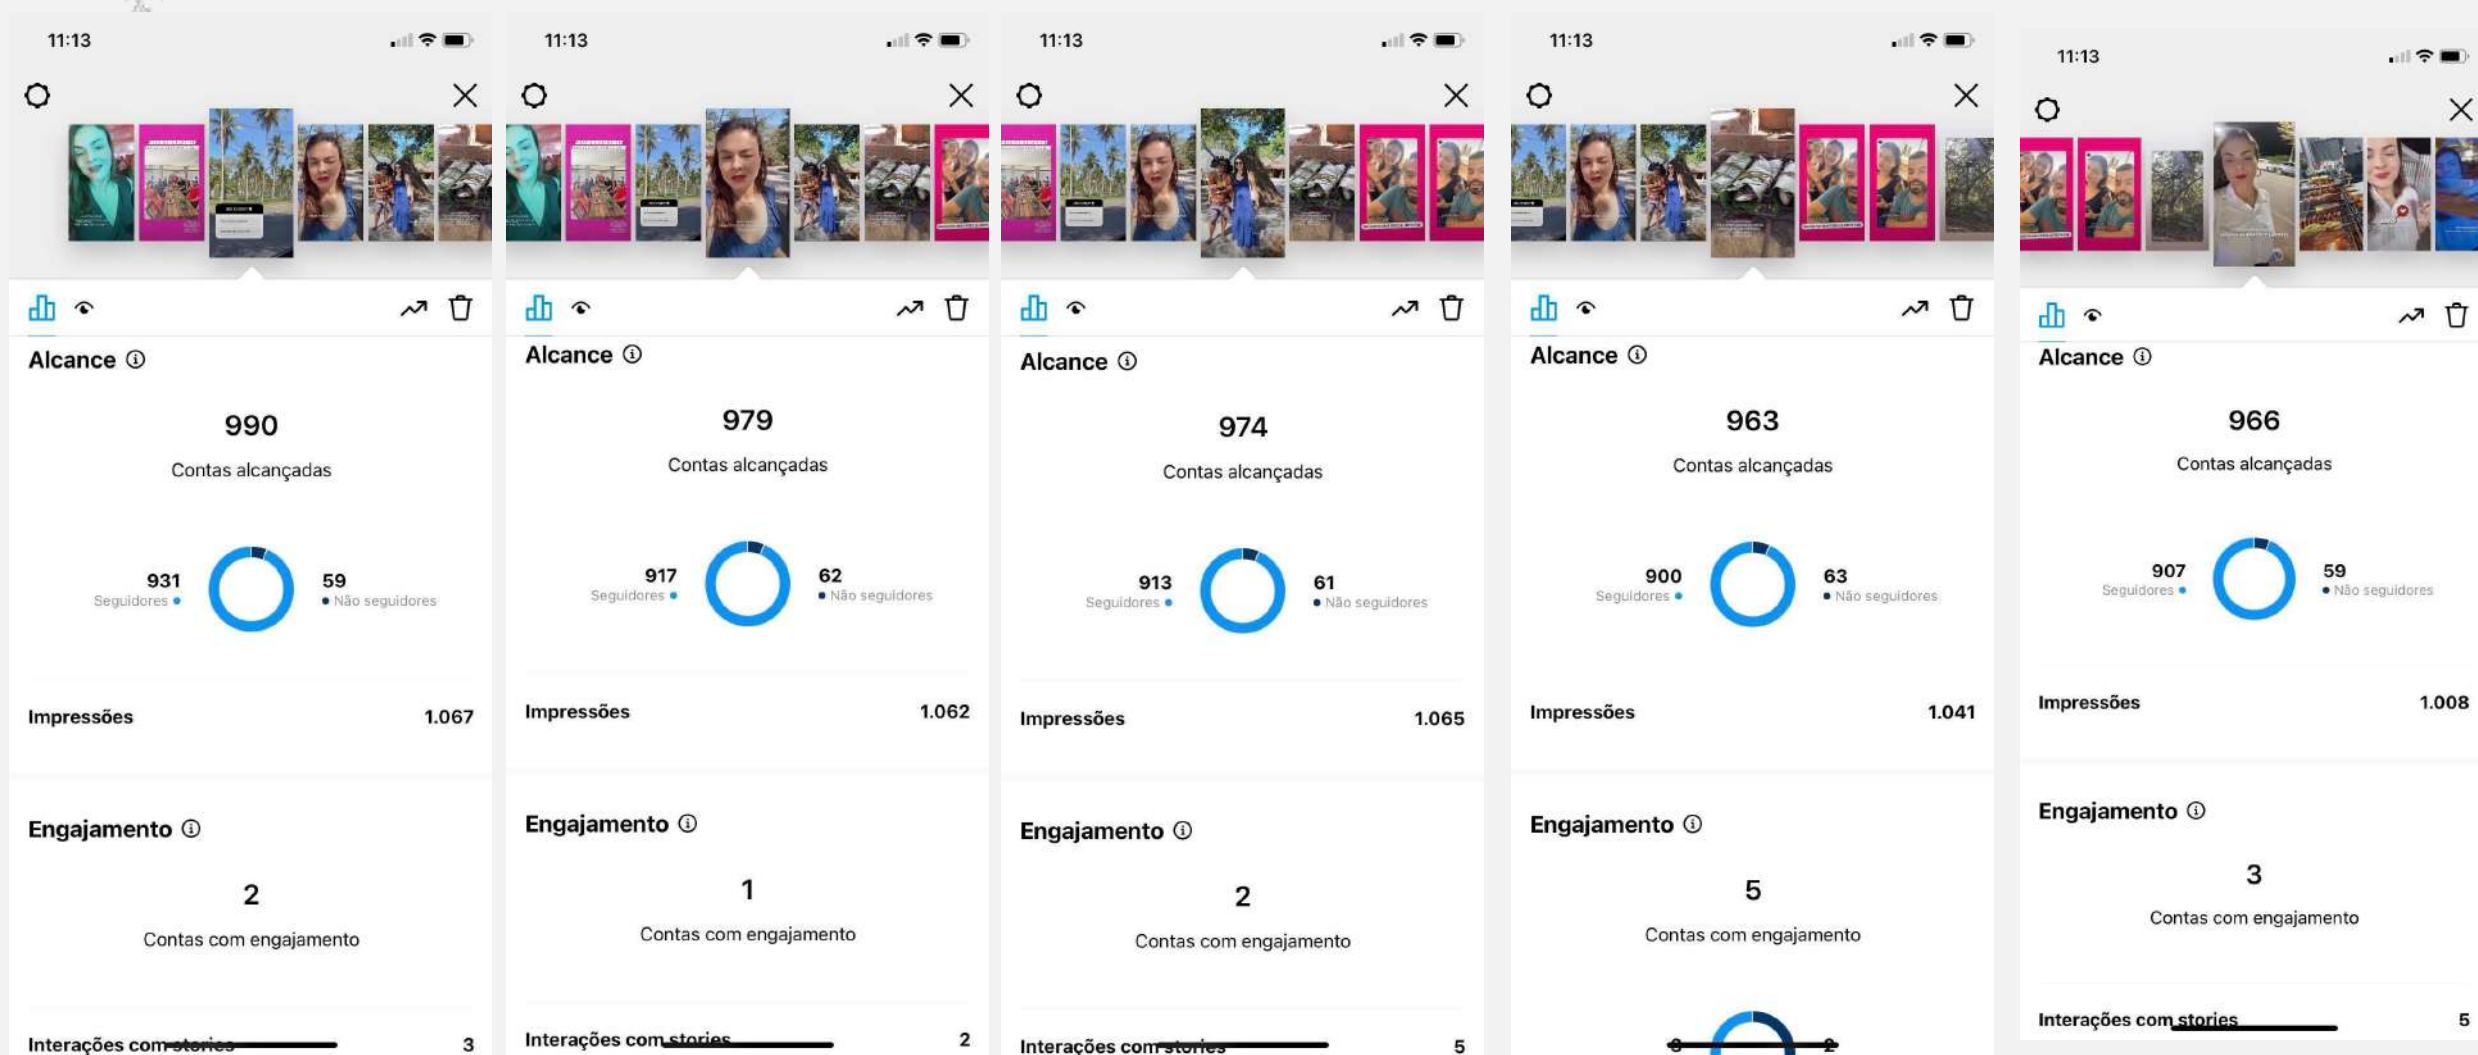 11:13
Alcance
990
Contas alcançadas
931
Seguidores
59
Não seguidores
Impressões 1.067
Engajamento
2
Contas com engajamento
Interações com stories 3
11:13
Alcance
979
Contas alcançadas
917
Seguidores
62
Não seguidores
Impressões 1.062
Engajamento
1
Contas com engajamento
Interações com stories 2
11:13
Alcance
974
Contas alcançadas
913
Seguidores
61
Não seguidores
Impressões 1.065
Engajamento
2
Contas com engajamento
Interações com stories 5
11:13
Alcance
963
Contas alcançadas
900
Seguidores
63
Não seguidores
Impressões 1.041
Engajamento
5
Contas com engajamento
3 2
11:13
Alcance
966
Contas alcançadas
907
Seguidores
59
Não seguidores
Impressões 1.008
Engajamento
3
Contas com engajamento
Interações com stories 5